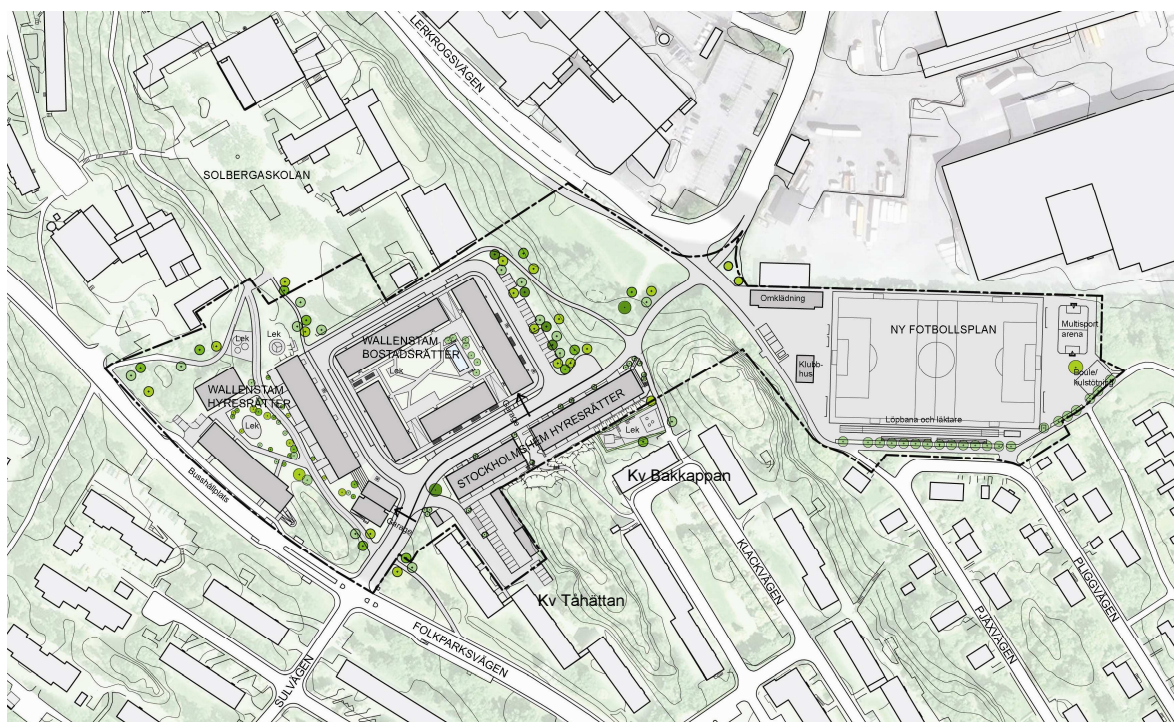 LERKROGSVÄGEN
SOLBERGASKOLAN
Omklädning
NY FOTBOLLSPLAN
Multisport
arena
Klubb-
hus
Boule/
kulstötning
Löpbana och läktare
Lek
Lek
WALLENSTAM
BOSTADSRÄTTER
Lek
WALLENSTAM
HYRESRÄTTER
Lek
STOCKHOLMSHEM HYRESRÄTTER
Lek
Garage
Garage
Busshållplats
Kv Bakkappan
Kv Tåhättan
KLACKVÄGEN
PLIGGVÄGEN
PJÄXVÄGEN
FOLKPARKSVÄGEN
SULVÄGEN